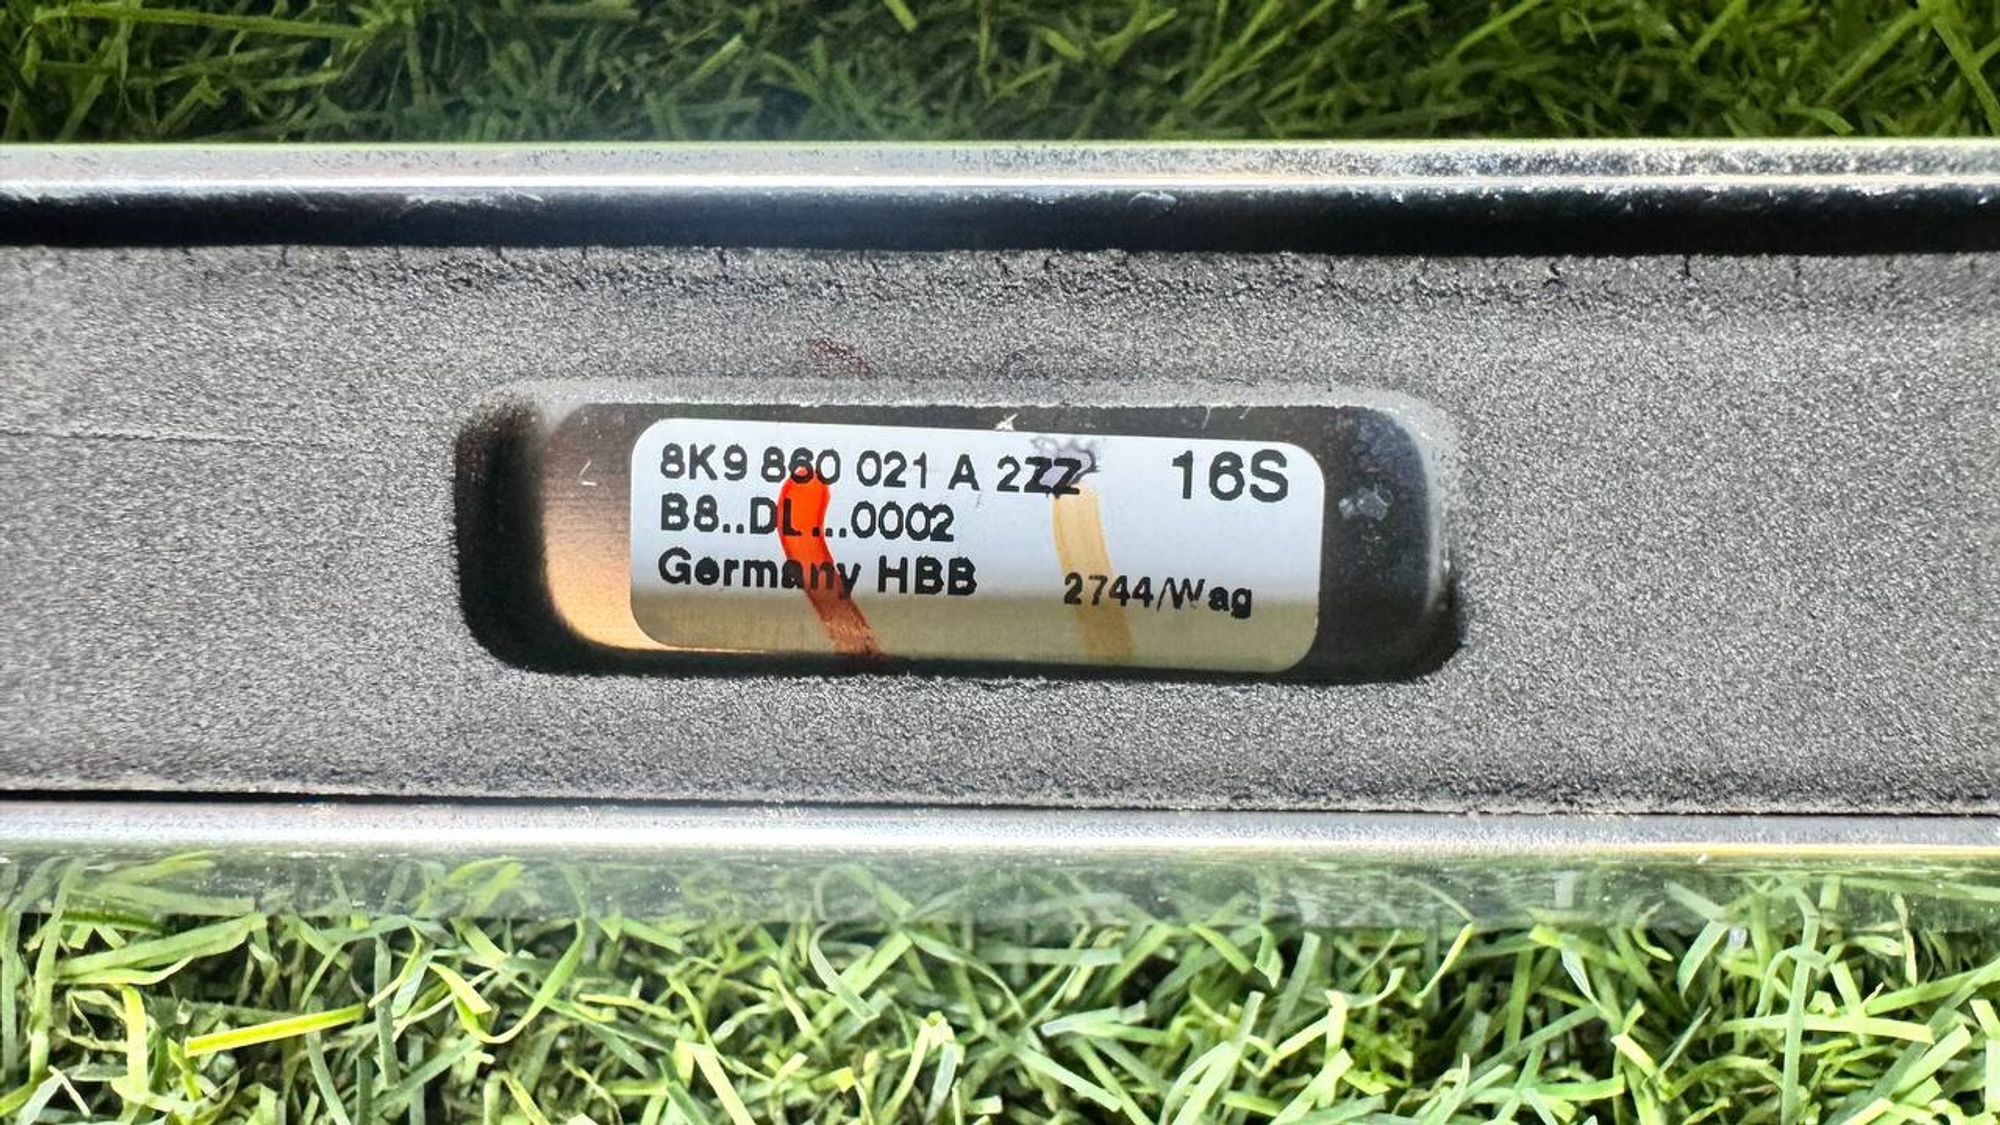 8K9 860 021 A 2ZZ 16S
B8..DL...0002
Germany HBB 2744/Wag